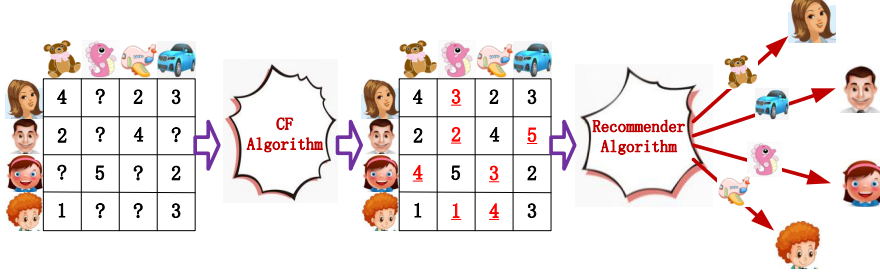 4 ? 2 3
2 ? 4 ?
? 5 ? 2
1 ? ? 3
CF
Algorithm
4 3 2 3
2 2 4 5
4 5 3 2
1 1 4 3
Recommender
Algorithm